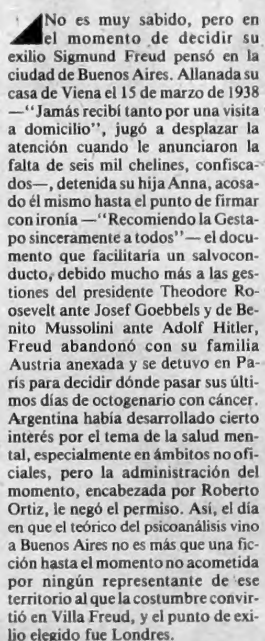 No es muy sabido, pero en
el momento de decidir su
exilio Sigmund Freud pensó en la
ciudad de Buenos Aires. Allanada su
casa de Viena el 15 de marzo de 1938
—"Jamás recibí tanto por una visita
a domicilio", jugó a desplazar la
atención cuando le anunciaron la
falta de seis mil chelines, confisca-
dos—, detenida su hija Anna, acosa-
do él mismo hasta el punto de firmar
con ironía —"Recomiendo la Gesta-
po sinceramente a todos"— el docu-
mento que facilitaría un salvocon-
ducto, debido mucho más a las ges-
tiones del presidente Theodore Ro-
osevelt ante Josef Goebbels y de Be-
nito Mussolini ante Adolf Hitler,
Freud abandonó con su familia
Austria anexada y se detuvo en Pa-
rís para decidir dónde pasar sus últi-
mos días de octogenario con cáncer.
Argentina había desarrollado cierto
interés por el tema de la salud men-
tal, especialmente en ámbitos no ofi-
ciales, pero la administración del
momento, encabezada por Roberto
Ortiz, le negó el permiso. Así, el día
en que el teórico del psicoanálisis vino
a Buenos Aires no es más que una fic-
ción hasta el momento no acometida
por ningún representante de ese
territorio al que la costumbre convir-
tió en Villa Freud, y el punto de exi-
lio elegido fue Londres.